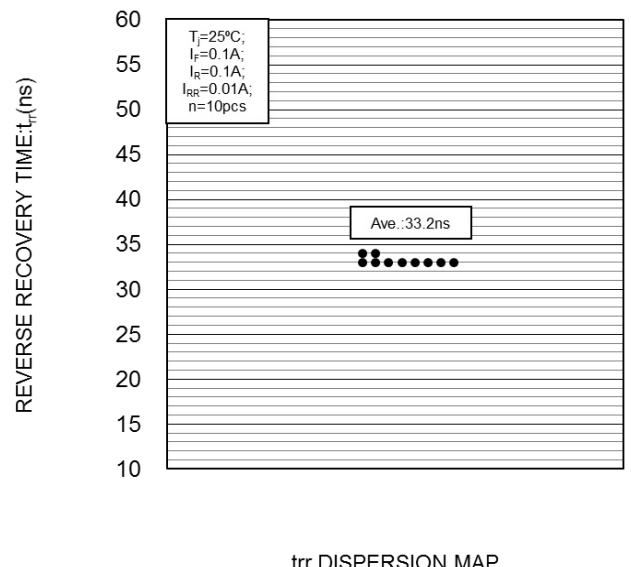 60
55
50
45
40
35
30
25
20
15
10
REVERSE RECOVERY TIME:trr(ns)
Tj=25ºC;
IF=0.1A;
IR=0.1A;
IRR=0.01A;
n=10pcs
Ave.:33.2ns
trr DISPERSION MAP